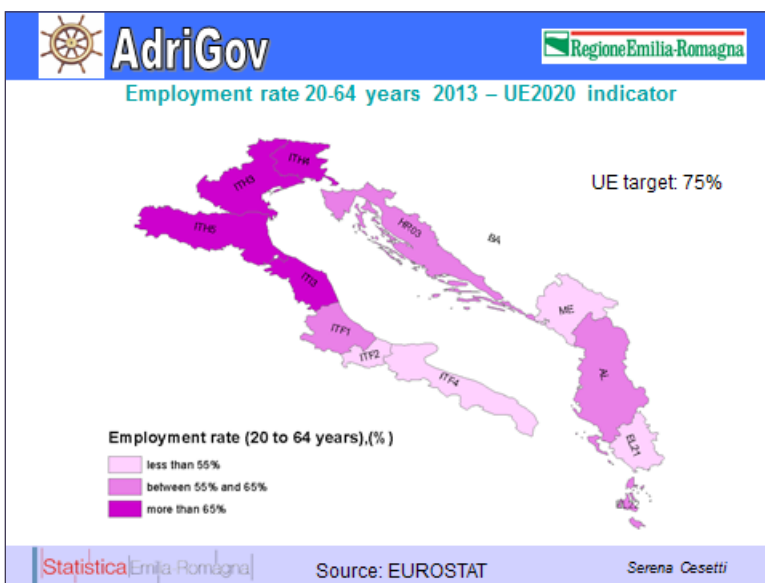 AdriGov
RegioneEmilia-Romagna
Employment rate 20-64 years 2013 – UE2020 indicator
UE target: 75%
ITH4
ITH3
ITH5
HR03
BA
ITI3
ME
ITF1
ITF2
AL
ITF4
EL21
Employment rate (20 to 64 years),(%)
less than 55%
between 55% and 65%
more than 65%
Statistica Emilia Romagna
Source: EUROSTAT
Serena Cesetti